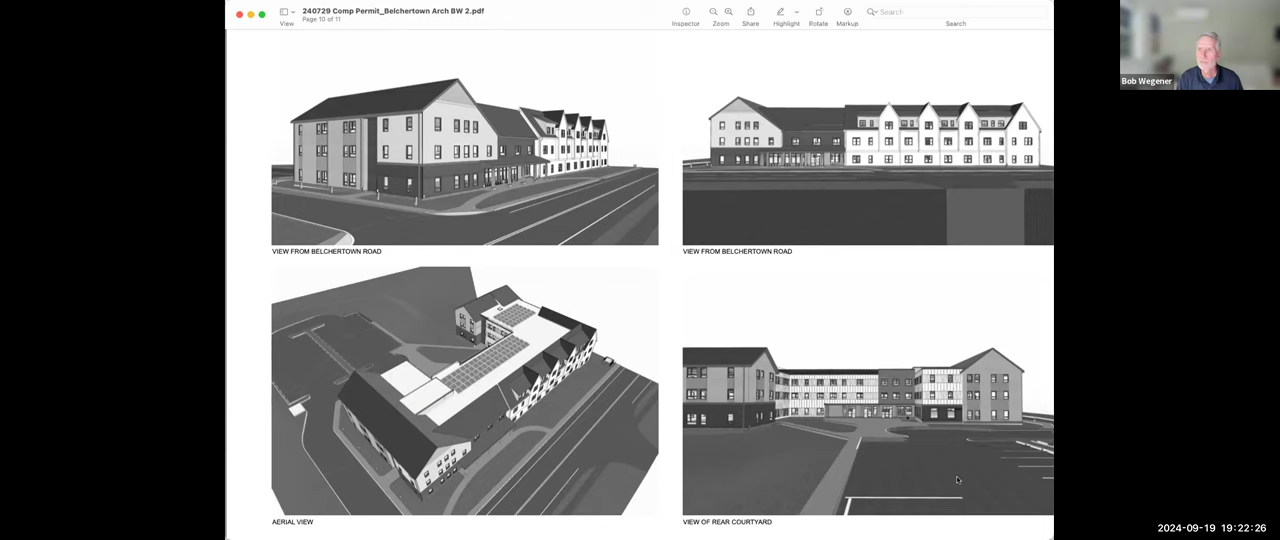 240729 Comp Permit_Belchertown Arch BW 2.pdf
Page 10 of 11
View
Inspector
Zoom
Share
Highlight
Rotate
Markup
Search
Search
Bob Wegener
VIEW FROM BELCHERTOWN ROAD
VIEW FROM BELCHERTOWN ROAD
AERIAL VIEW
VIEW OF REAR COURTYARD
2024-09-19 19:22:26